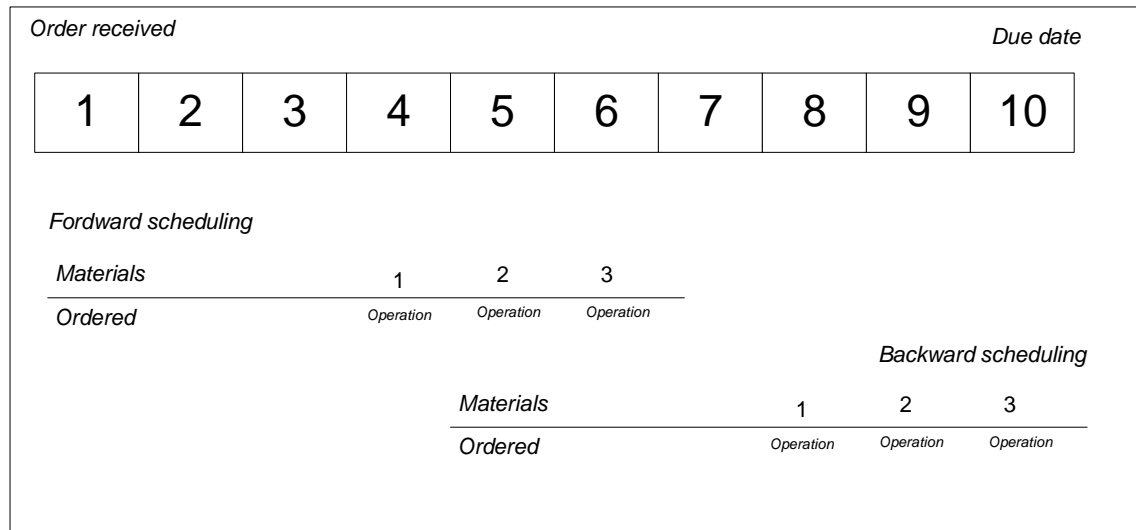 Order received
Due date
1 2 3 4 5 6 7 8 9 10
Fordward scheduling
Materials 1 2 3
Ordered Operation Operation Operation
Backward scheduling
Materials 1 2 3
Ordered Operation Operation Operation